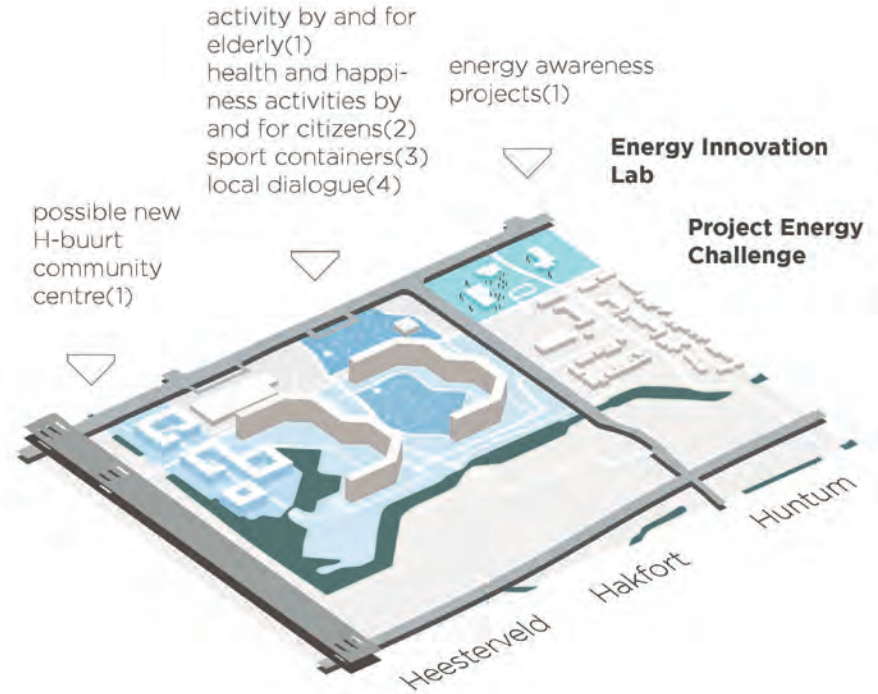 activity by and for
elderly(1)
health and happi-
ness activities by
and for citizens(2)
sport containers(3)
local dialogue(4)
energy awareness
projects(1)
Energy Innovation
Lab
Project Energy
Challenge
possible new
H-buurt
community
centre(1)
Heesterveld
Hakfort
Huntum